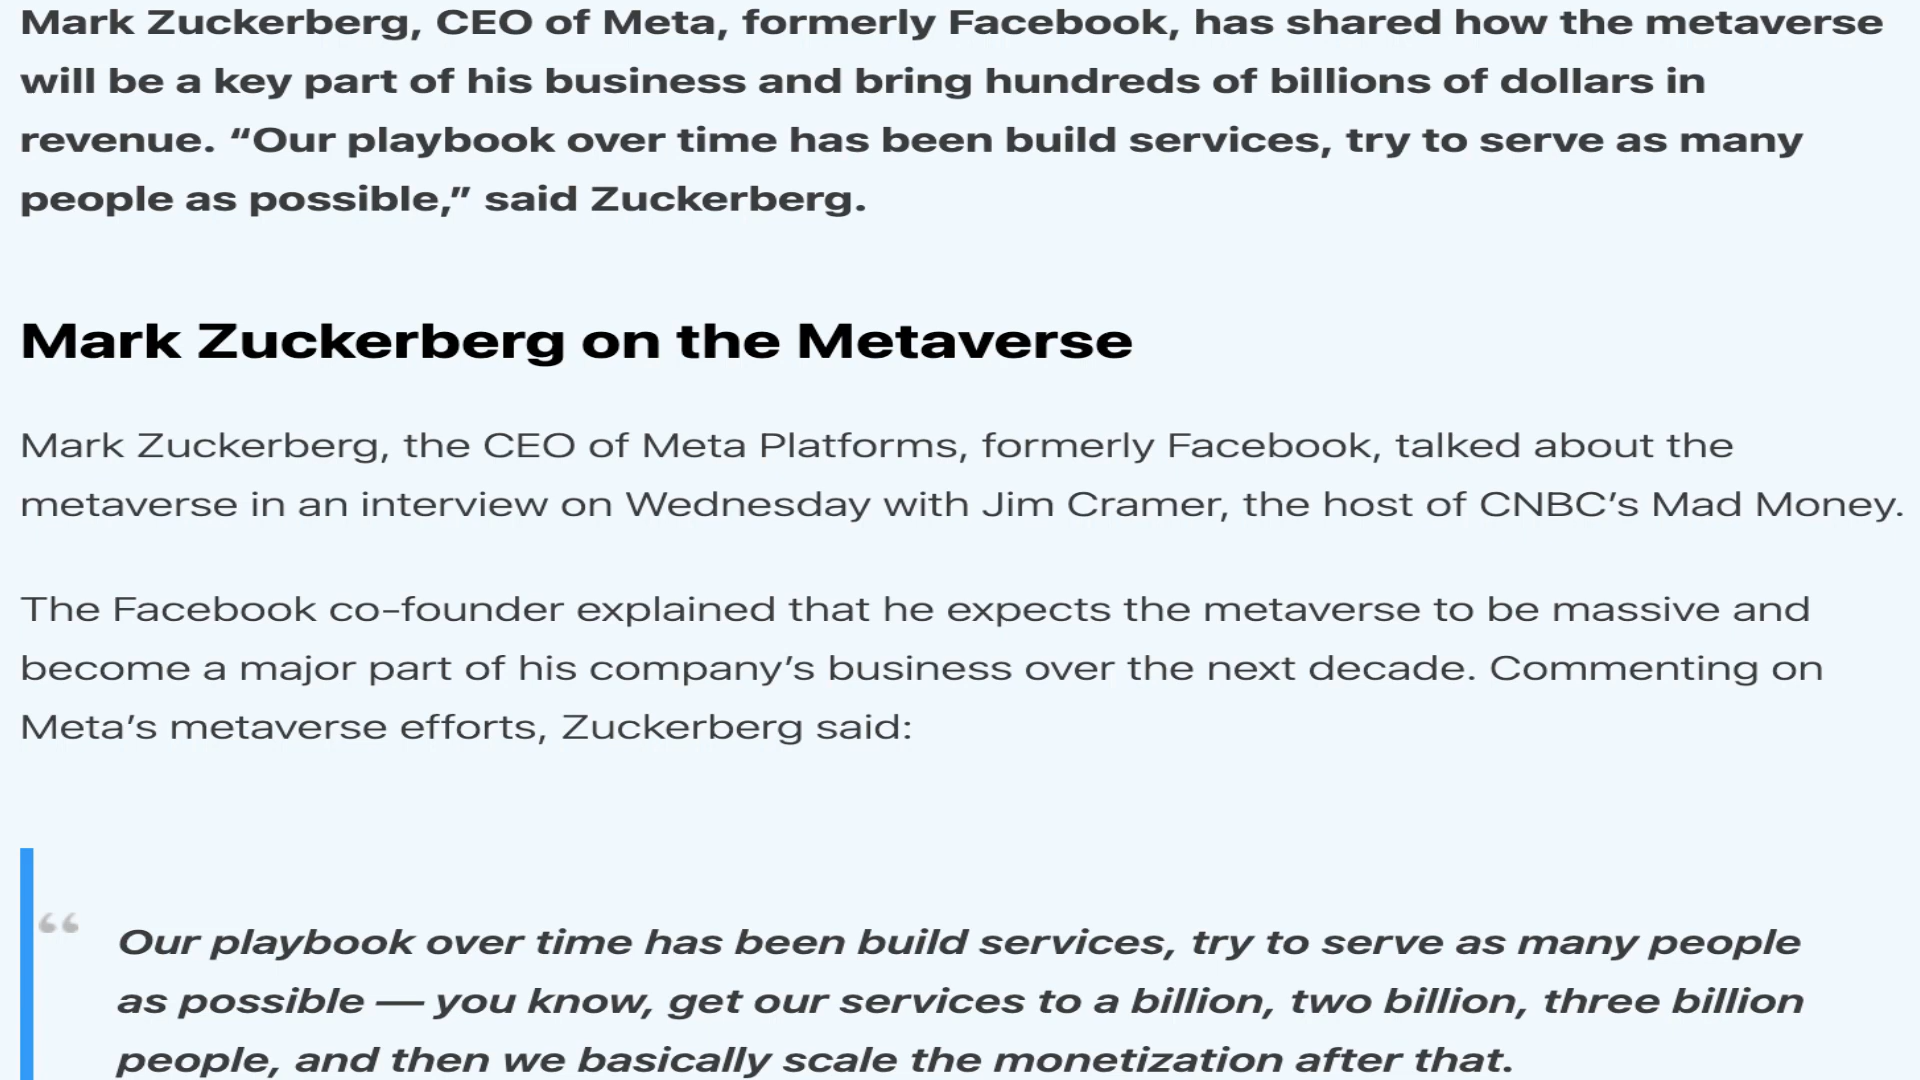 Mark Zuckerberg, CEO of Meta, formerly Facebook, has shared how the metaverse
will be a key part of his business and bring hundreds of billions of dollars in
revenue. “Our playbook over time has been build services, try to serve as many
people as possible,” said Zuckerberg.
Mark Zuckerberg on the Metaverse
Mark Zuckerberg, the CEO of Meta Platforms, formerly Facebook, talked about the
metaverse in an interview on Wednesday with Jim Cramer, the host of CNBC’s Mad Money.
The Facebook co-founder explained that he expects the metaverse to be massive and
become a major part of his company’s business over the next decade. Commenting on
Meta’s metaverse efforts, Zuckerberg said:
“ Our playbook over time has been build services, try to serve as many people
as possible — you know, get our services to a billion, two billion, three billion
people, and then we basically scale the monetization after that.